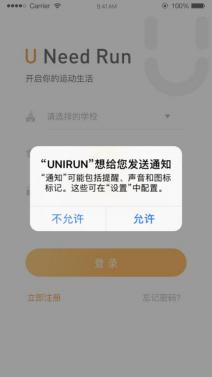 Carrier
9:41 AM
100%
U Need Run
开启你的运动生活
请选择的学校
“UNIRUN”想给您发送通知
“通知”可能包括提醒、声音和图标
标记。这些可在“设置”中配置。
不允许
允许
登 录
立即注册
忘记密码?